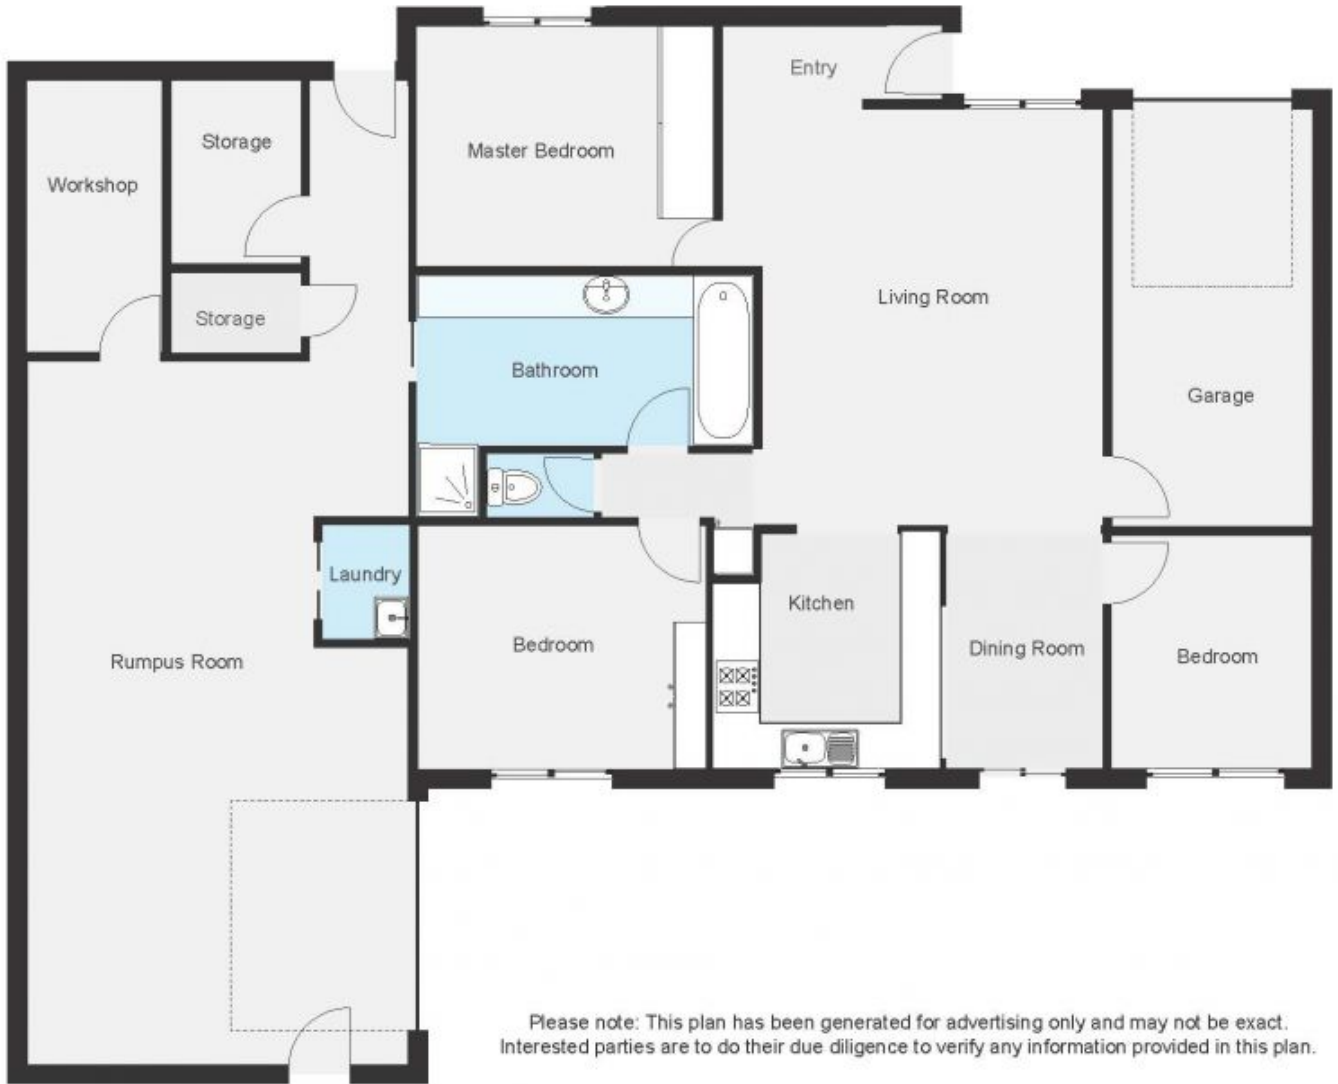 Entry
Storage
Master Bedroom
Workshop
Living Room
Storage
Bathroom
Garage
Laundry
Kitchen
Bedroom
Dining Room
Bedroom
Rumpus Room
Please note: This plan has been generated for advertising only and may not be exact.
Interested parties are to do their due diligence to verify any information provided in this plan.